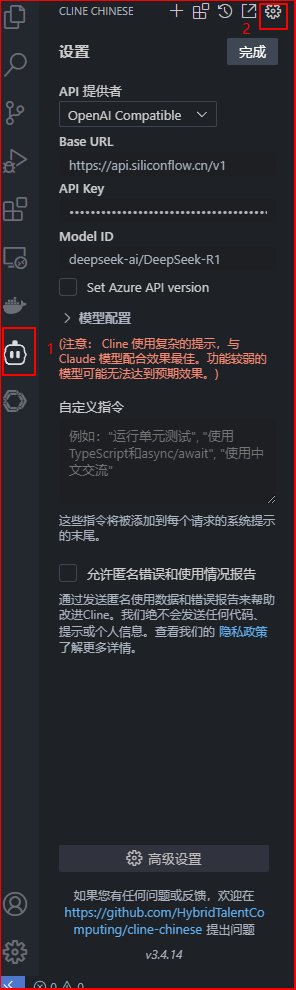 CLINE CHINESE
2
设置
完成
API 提供者
OpenAI Compatible
Base URL
https://api.siliconflow.cn/v1
API Key
••••••••••••••••••••••••••••••••••
Model ID
deepseek-ai/DeepSeek-R1
Set Azure API version
模型配置
1
(注意： Cline 使用复杂的提示，与
Claude 模型配合效果最佳。功能较弱的
模型可能无法达到预期效果。)
自定义指令
例如："运行单元测试", "使用
TypeScript和async/await", "使用中
文交流"
这些指令将被添加到每个请求的系统提示
的末尾。
允许匿名错误和使用情况报告
通过发送匿名使用数据和错误报告来帮助
改进Cline。我们绝不会发送任何代码、
提示或个人信息。查看我们的 隐私政策
了解更多详情。
高级设置
如果您有任何问题或反馈，欢迎在
https://github.com/HybridTalentCo
mputing/cline-chinese 提出问题
v3.4.14
0 0